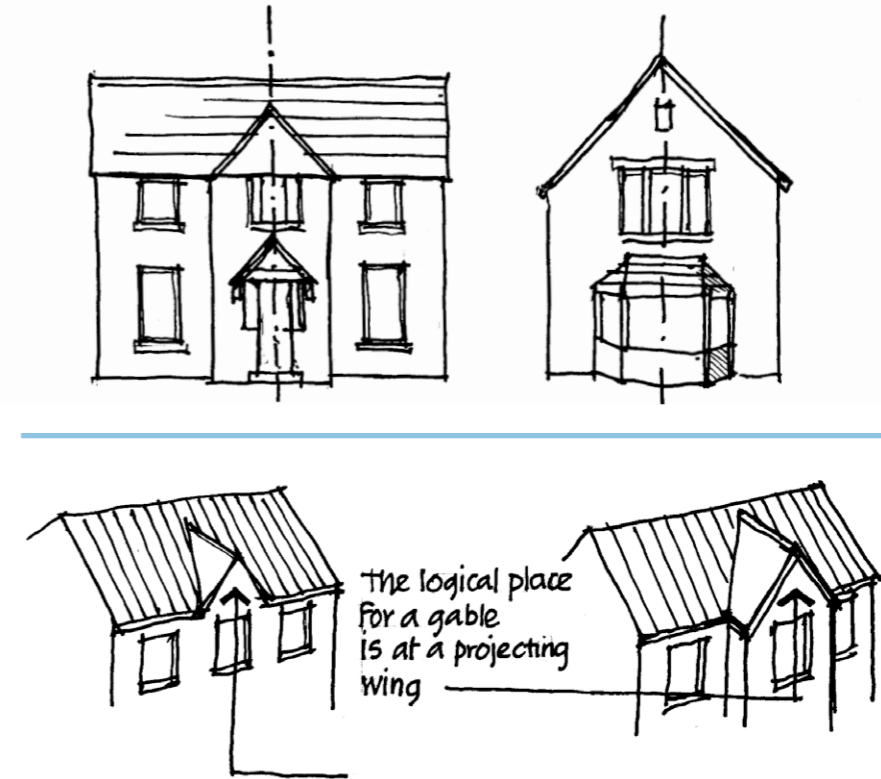 The logical place
for a gable
is at a projecting
wing